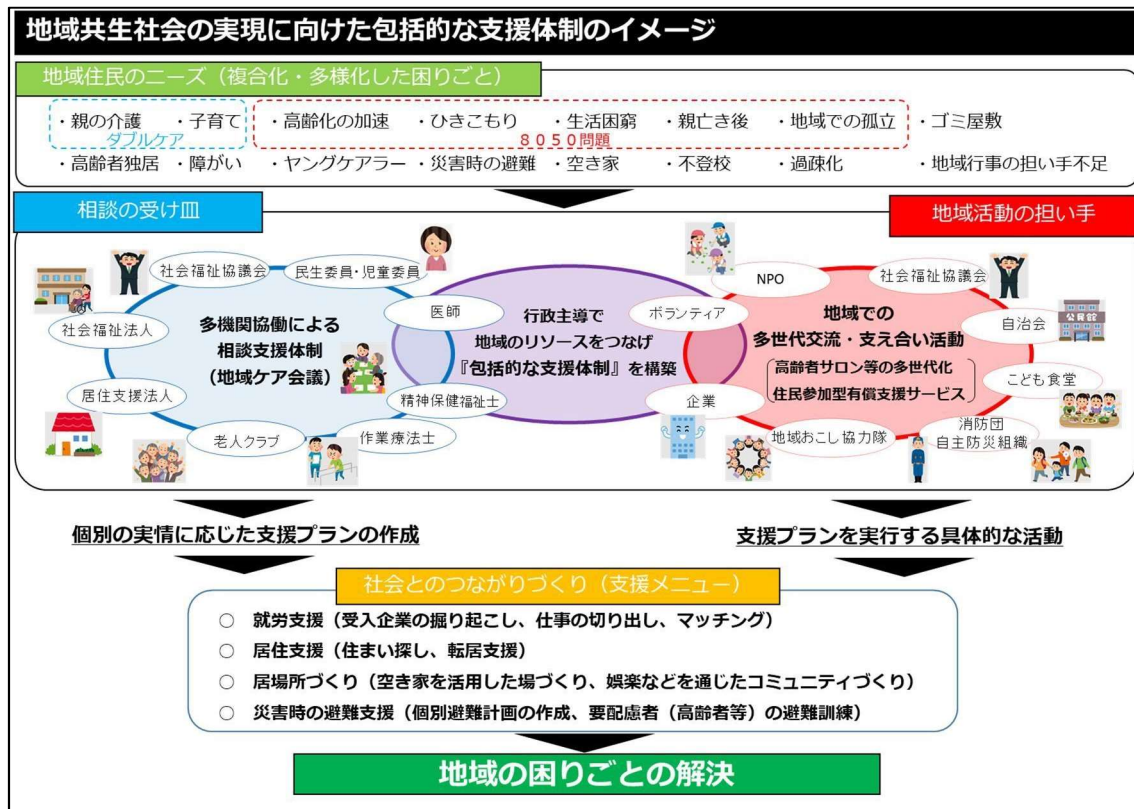 地域共生社会の実現に向けた包括的な支援体制のイメージ
地域住民のニーズ（複合化・多様化した困りごと）
・親の介護 ・子育て ・高齢化の加速 ・ひきこもり ・生活困窮 ・親亡き後 ・地域での孤立 ・ゴミ屋敷
ダブルケア
８０５０問題
・高齢者独居 ・障がい ・ヤングケアラー ・災害時の避難 ・空き家 ・不登校 ・過疎化 ・地域行事の担い手不足
相談の受け皿
地域活動の担い手
社会福祉協議会
民生委員・児童委員
社会福祉法人
医師
多機関協働による
相談支援体制
（地域ケア会議）
居住支援法人
精神保健福祉士
老人クラブ
作業療法士
行政主導で
地域のリソースをつなげ
『包括的な支援体制』を構築
NPO
社会福祉協議会
ボランティア
自治会
公民館
地域での
多世代交流・支え合い活動
高齢者サロン等の多世代化
住民参加型有償支援サービス
こども食堂
企業
地域おこし協力隊
消防団
自主防災組織
個別の実情に応じた支援プランの作成
支援プランを実行する具体的な活動
社会とのつながりづくり（支援メニュー）
○ 就労支援（受入企業の掘り起こし、仕事の切り出し、マッチング）
○ 居住支援（住まい探し、転居支援）
○ 居場所づくり（空き家を活用した場づくり、娯楽などを通じたコミュニティづくり）
○ 災害時の避難支援（個別避難計画の作成、要配慮者（高齢者等）の避難訓練）
地域の困りごとの解決